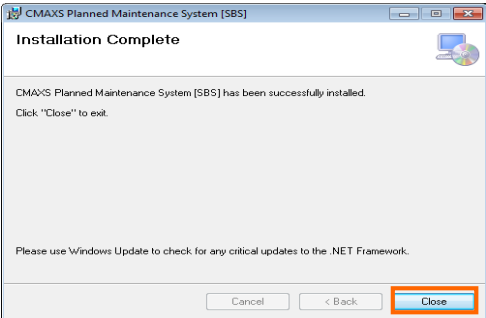 CMAXS Planned Maintenance System [SBS]
Installation Complete
CMAXS Planned Maintenance System [SBS] has been successfully installed.
Click "Close" to exit.
Please use Windows Update to check for any critical updates to the .NET Framework.
Cancel < Back Close